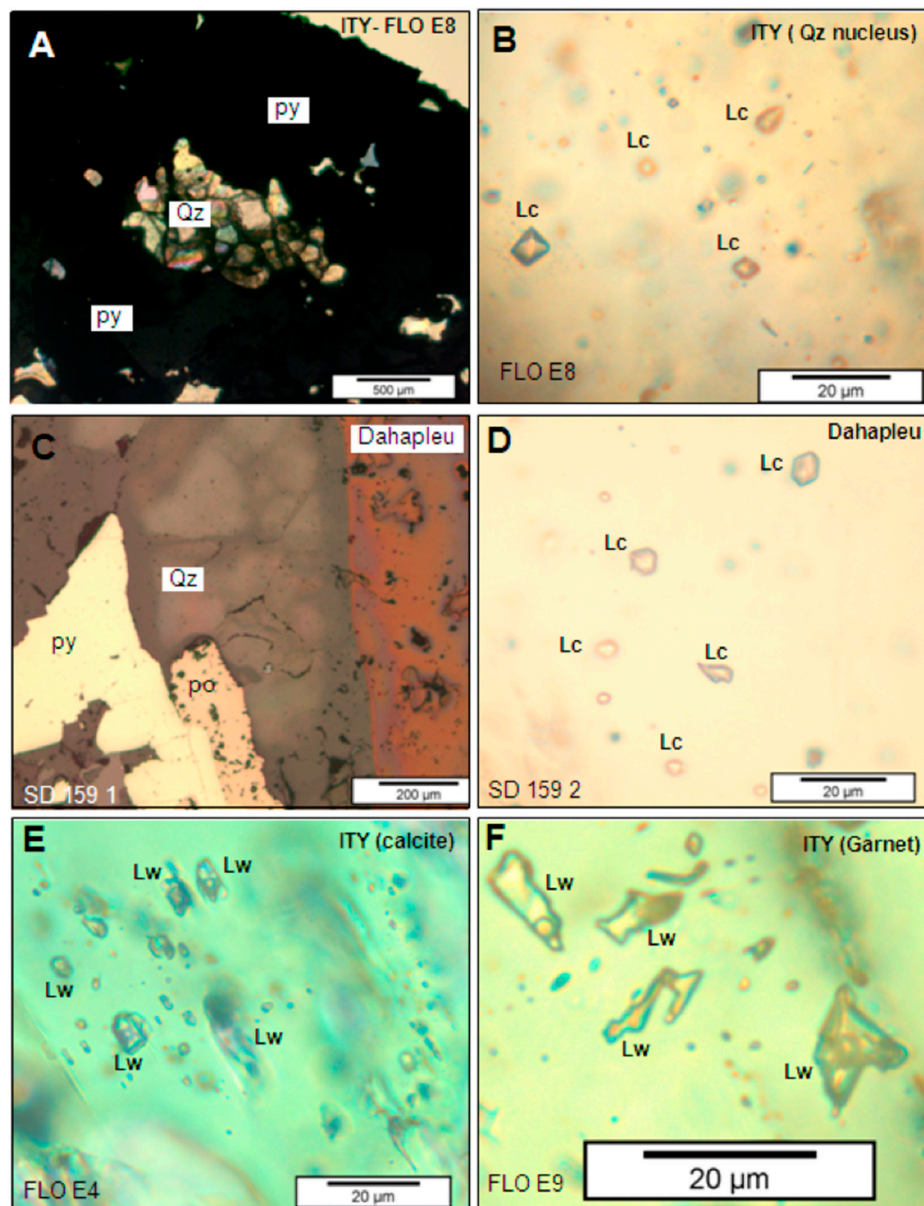 A
ITY- FLO E8
py
Qz
py
500 µm
B
ITY ( Qz nucleus)
Lc
Lc
Lc
Lc
FLO E8
20 µm
C
Dahapleu
Qz
py
po
SD 159 1
200 µm
D
Dahapleu
Lc
Lc
Lc
Lc
Lc
SD 159 2
20 µm
E
ITY (calcite)
Lw
Lw
Lw
Lw
Lw
FLO E4
20 µm
F
ITY (Garnet)
Lw
Lw
Lw
Lw
FLO E9
20 µm